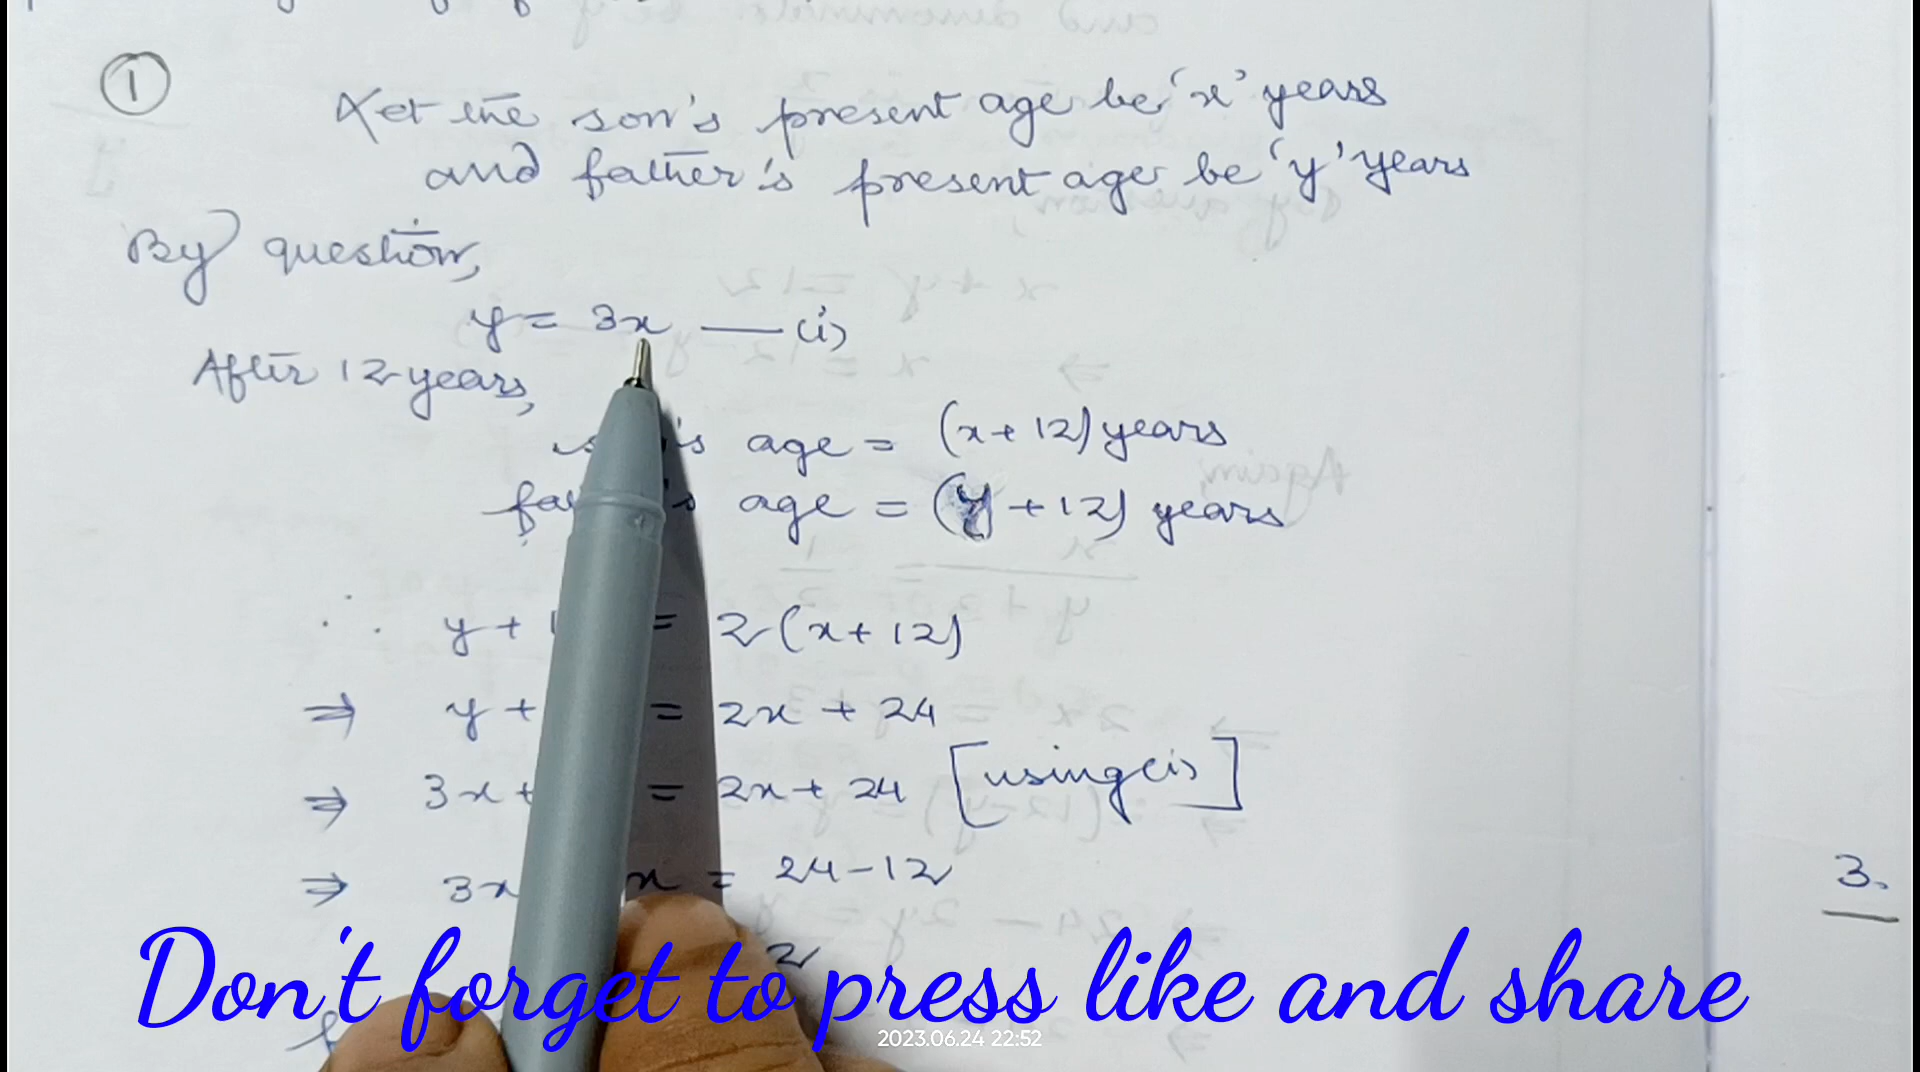 ①
Let the son's present age be 'x' years
and father's present age be 'y' years
By question,
y = 3x — (i)
After 12 years,
's age = (x + 12) years
's age = (y + 12) years
∴ y + = 2(x + 12)
⇒ y + = 2x + 24
⇒ 3x + = 2x + 24 [using (i)]
⇒ 3x x = 24 - 12
3.
Don't forget to press like and share
2023.06.24 22:52